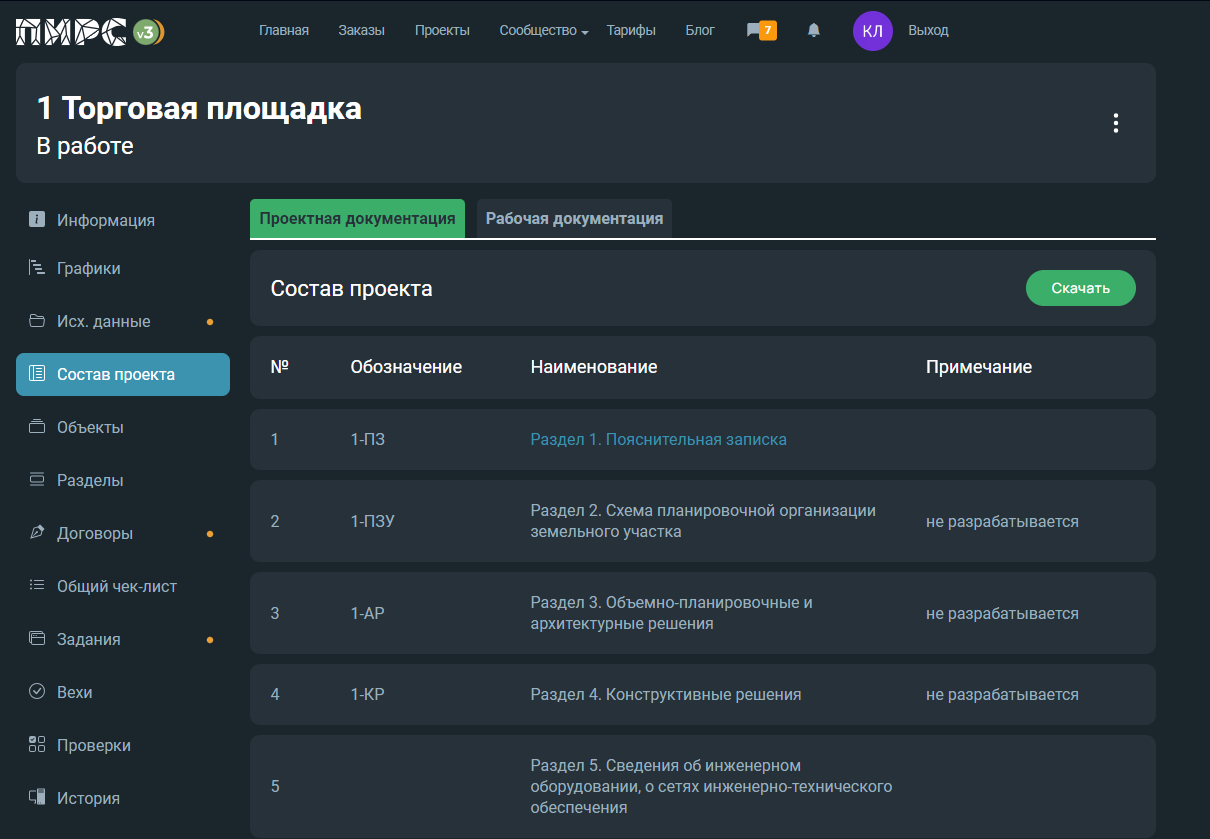 ПИРС v3
Главная Заказы Проекты Сообщество Тарифы Блог 7 КЛ Выход
1 Торговая площадка
В работе
Информация
Графики
Исх. данные
Состав проекта
Объекты
Разделы
Договоры
Общий чек-лист
Задания
Вехи
Проверки
История
Проектная документация Рабочая документация
Состав проекта Скачать
№ Обозначение Наименование Примечание
1 1-ПЗ Раздел 1. Пояснительная записка
2 1-ПЗУ Раздел 2. Схема планировочной организации
земельного участка не разрабатывается
3 1-АР Раздел 3. Объемно-планировочные и
архитектурные решения не разрабатывается
4 1-КР Раздел 4. Конструктивные решения не разрабатывается
5 Раздел 5. Сведения об инженерном
оборудовании, о сетях инженерно-технического
обеспечения